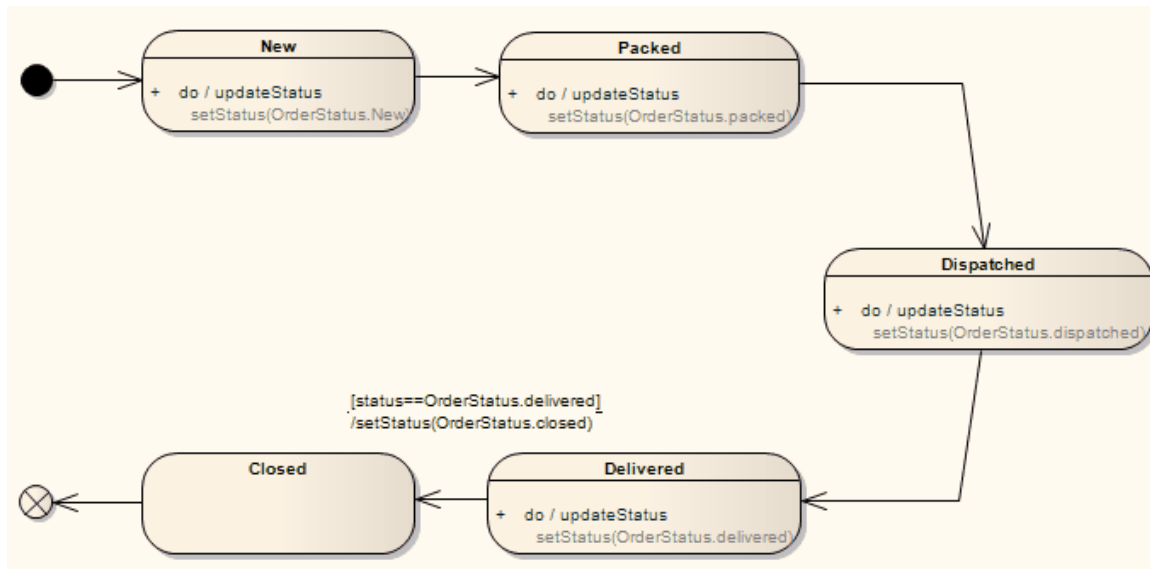 New
+ do / updateStatus
setStatus(OrderStatus.New)
Packed
+ do / updateStatus
setStatus(OrderStatus.packed)
Dispatched
+ do / updateStatus
setStatus(OrderStatus.dispatched)
[status==OrderStatus.delivered]
/setStatus(OrderStatus.closed)
Delivered
+ do / updateStatus
setStatus(OrderStatus.delivered)
Closed